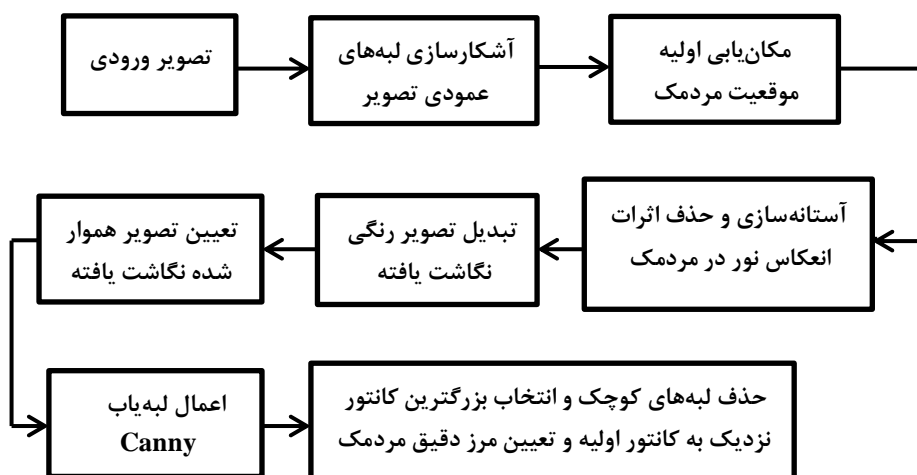 تصویر ورودی
آشکارسازی لبه‌های
عمودی تصویر
مکان‌یابی اولیه
موقعیت مردمک
آستانه‌سازی و حذف اثرات
انعکاس نور در مردمک
تبدیل تصویر رنگی
نگاشت یافته
تعیین تصویر هموار
شده نگاشت یافته
اعمال لبه‌یاب
Canny
حذف لبه‌های کوچک و انتخاب بزرگترین کانتور
نزدیک به کانتور اولیه و تعیین مرز دقیق مردمک